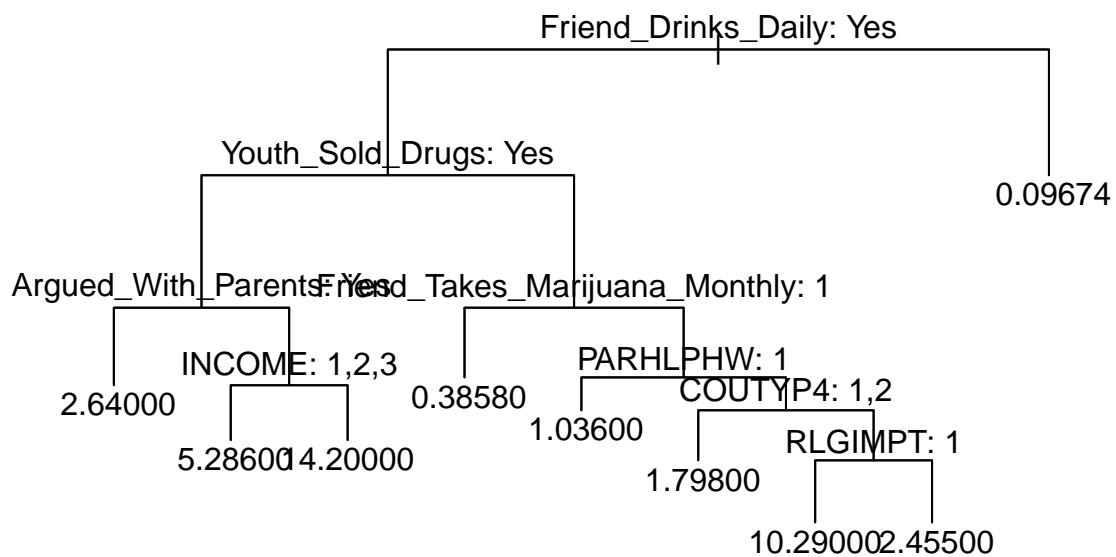 Friend_Drinks_Daily: Yes
Youth_Sold_Drugs: Yes
0.09674
Argued_With_Parents: Yes
Friend_Takes_Marijuana_Monthly: 1
INCOME: 1,2,3
PARHLPHW: 1
2.64000
0.38580
COUTYP4: 1,2
1.03600
5.28600
14.20000
RLGIMPT: 1
1.79800
10.29000
2.45500